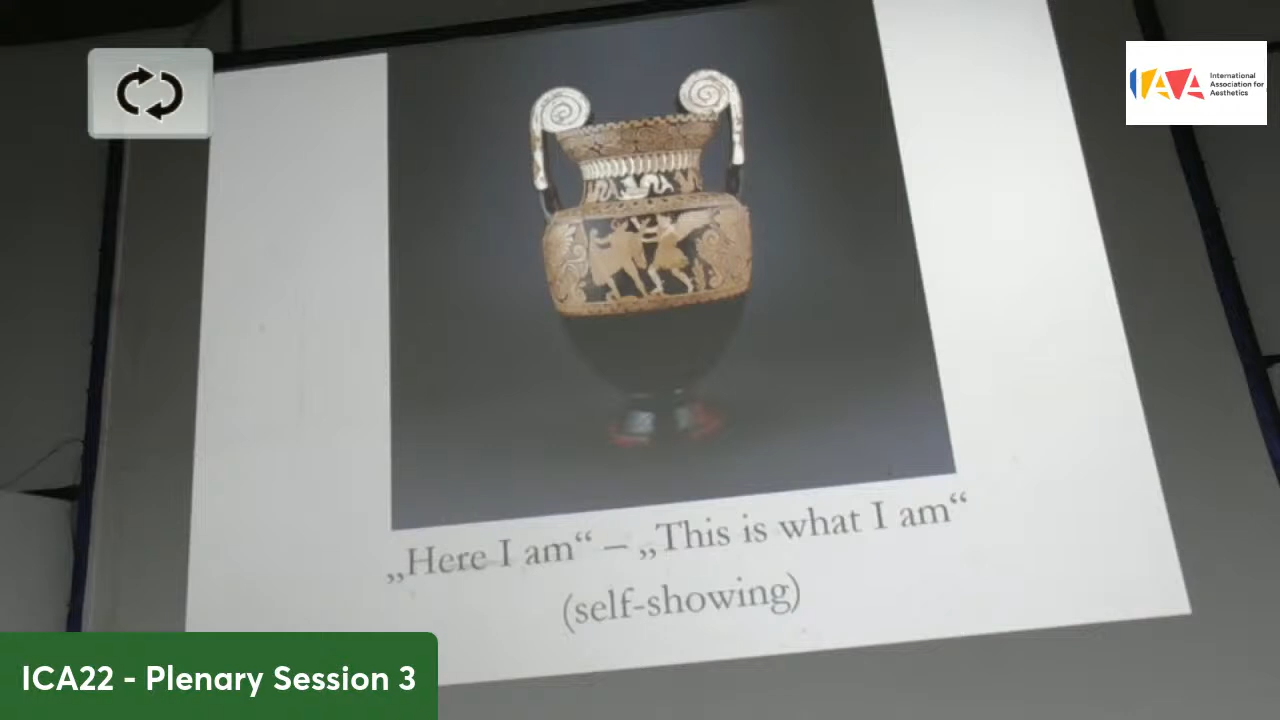 International
Association for
Aesthetics
„Here I am“ – „This is what I am“
(self-showing)
ICA22 - Plenary Session 3